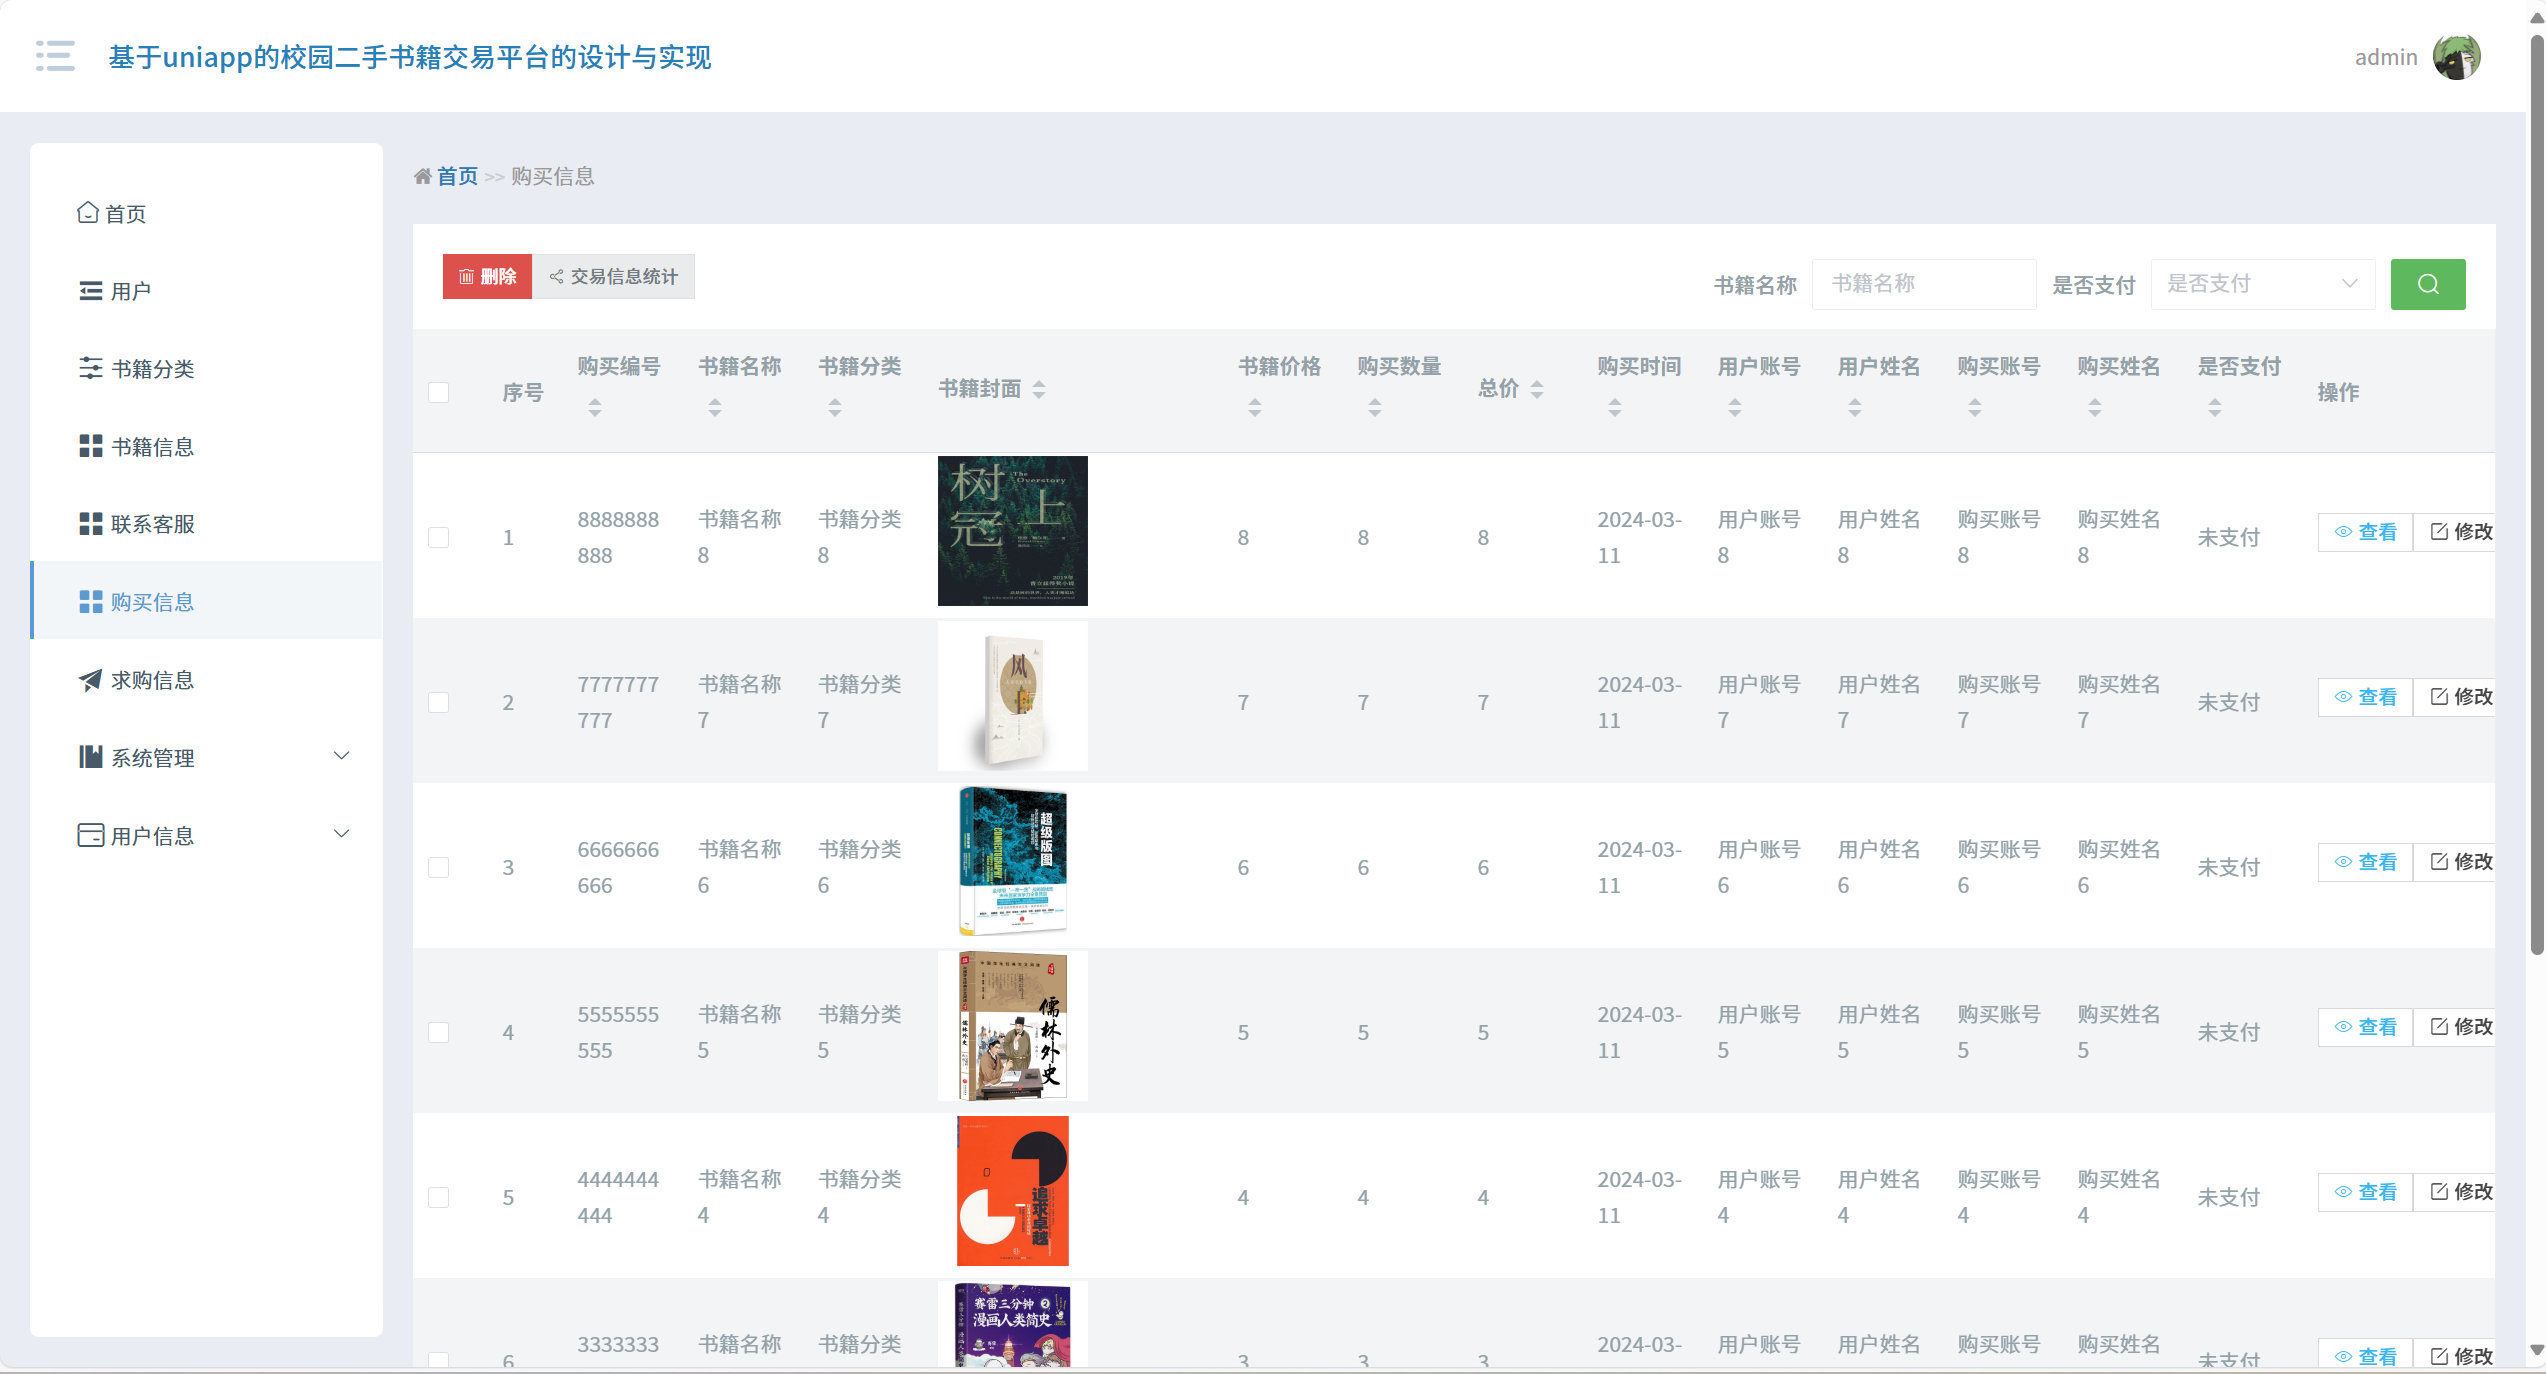 基于uniapp的校园二手书籍交易平台的设计与实现
admin
首页
用户
书籍分类
书籍信息
联系客服
购买信息
求购信息
系统管理
用户信息
首页 >> 购买信息
删除 交易信息统计
书籍名称 书籍名称 是否支付 是否支付
序号 购买编号 书籍名称 书籍分类 书籍封面 书籍价格 购买数量 总价 购买时间 用户账号 用户姓名 购买账号 购买姓名 是否支付 操作
1 8888888888 书籍名称8 书籍分类8 8 8 8 2024-03-11 用户账号8 用户姓名8 购买账号8 购买姓名8 未支付 查看 修改
树冠上
The Overstory
2 7777777777 书籍名称7 书籍分类7 7 7 7 2024-03-11 用户账号7 用户姓名7 购买账号7 购买姓名7 未支付 查看 修改
风
3 6666666666 书籍名称6 书籍分类6 6 6 6 2024-03-11 用户账号6 用户姓名6 购买账号6 购买姓名6 未支付 查看 修改
超级版图
CONNECTOGRAPHY
4 5555555555 书籍名称5 书籍分类5 5 5 5 2024-03-11 用户账号5 用户姓名5 购买账号5 购买姓名5 未支付 查看 修改
儒林外史
5 4444444444 书籍名称4 书籍分类4 4 4 4 2024-03-11 用户账号4 用户姓名4 购买账号4 购买姓名4 未支付 查看 修改
追求卓越
6 3333333 书籍名称 书籍分类 3 3 3 2024-03- 用户账号 用户姓名 购买账号 购买姓名 未支付 查看 修改
赛雷三分钟
漫画人类简史
2